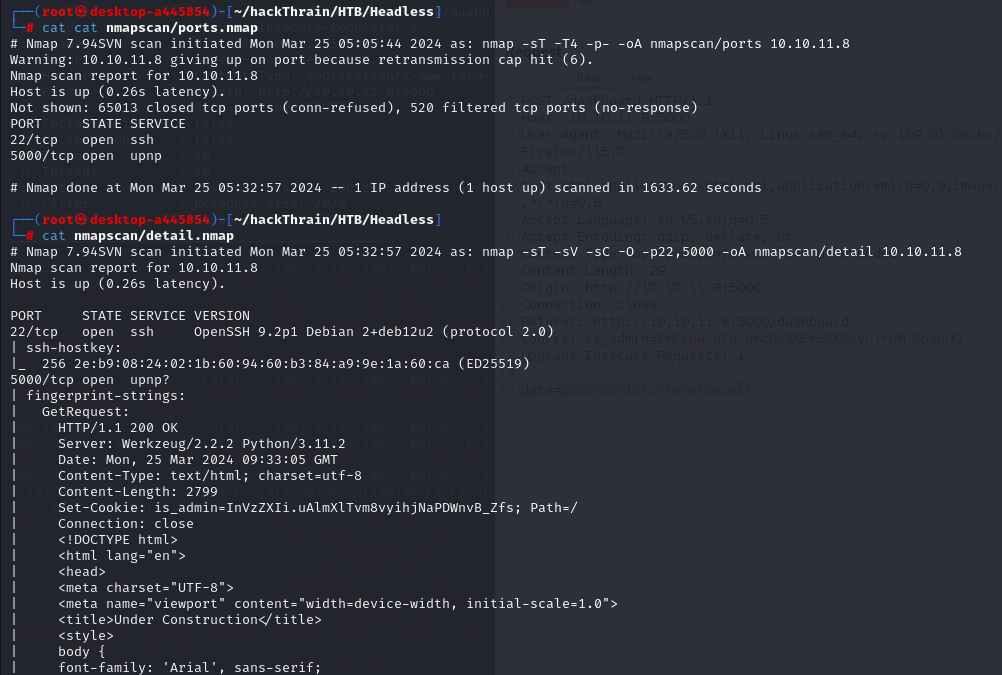 ┌──(root㉿desktop-a445854)-[~/hackThrain/HTB/Headless]
└─# cat cat nmapscan/ports.nmap
# Nmap 7.94SVN scan initiated Mon Mar 25 05:05:44 2024 as: nmap -sT -T4 -p- -oA nmapscan/ports 10.10.11.8
Warning: 10.10.11.8 giving up on port because retransmission cap hit (6).
Nmap scan report for 10.10.11.8
Host is up (0.26s latency).
Not shown: 65013 closed tcp ports (conn-refused), 520 filtered tcp ports (no-response)
PORT     STATE SERVICE
22/tcp   open  ssh
5000/tcp open  upnp
# Nmap done at Mon Mar 25 05:32:57 2024 -- 1 IP address (1 host up) scanned in 1633.62 seconds
┌──(root㉿desktop-a445854)-[~/hackThrain/HTB/Headless]
└─# cat nmapscan/detail.nmap
# Nmap 7.94SVN scan initiated Mon Mar 25 05:32:57 2024 as: nmap -sT -sV -sC -O -p22,5000 -oA nmapscan/detail 10.10.11.8
Nmap scan report for 10.10.11.8
Host is up (0.26s latency).
PORT     STATE SERVICE VERSION
22/tcp   open  ssh     OpenSSH 9.2p1 Debian 2+deb12u2 (protocol 2.0)
| ssh-hostkey:
|_  256 2e:b9:08:24:02:1b:60:94:60:b3:84:a9:9e:1a:60:ca (ED25519)
5000/tcp open  upnp?
| fingerprint-strings:
|   GetRequest:
|     HTTP/1.1 200 OK
|     Server: Werkzeug/2.2.2 Python/3.11.2
|     Date: Mon, 25 Mar 2024 09:33:05 GMT
|     Content-Type: text/html; charset=utf-8
|     Content-Length: 2799
|     Set-Cookie: is_admin=InVzZXIi.uAlmXlTvm8vyihjNaPDWnvB_Zfs; Path=/
|     Connection: close
|     <!DOCTYPE html>
|     <html lang="en">
|     <head>
|     <meta charset="UTF-8">
|     <meta name="viewport" content="width=device-width, initial-scale=1.0">
|     <title>Under Construction</title>
|     <style>
|     body {
|     font-family: 'Arial', sans-serif;